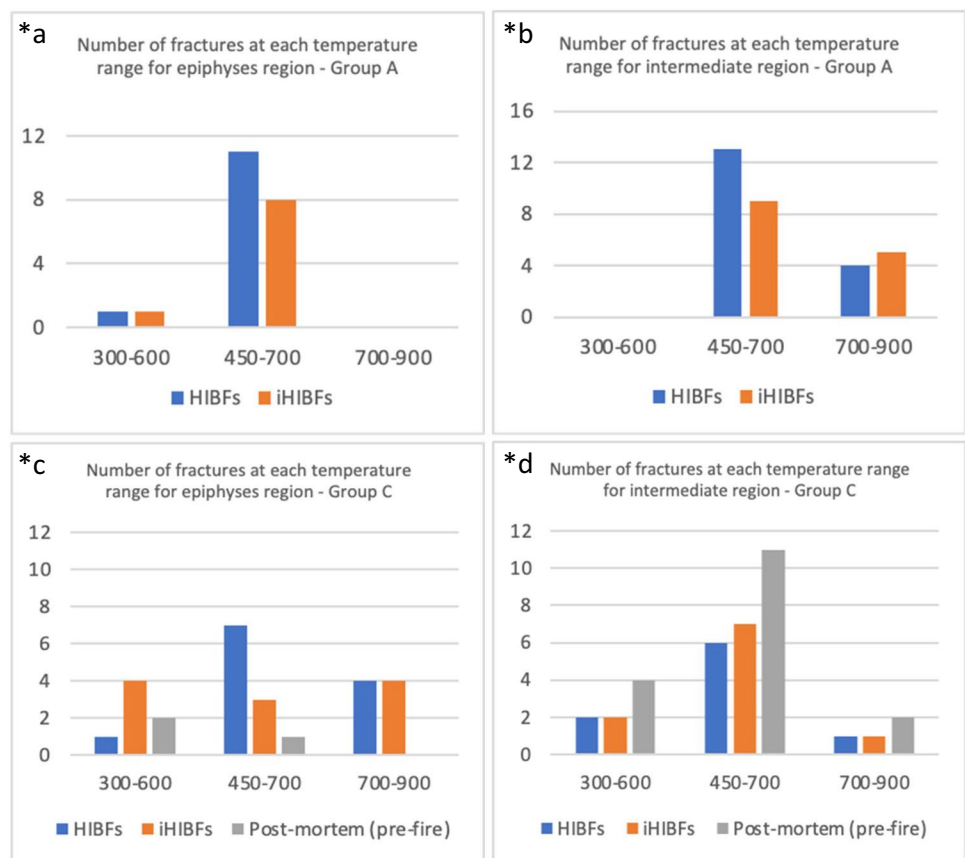 *a
Number of fractures at each temperature
range for epiphyses region - Group A
12
8
4
0
300-600 450-700 700-900
HIBFs iHIBFs
*b
Number of fractures at each temperature
range for intermediate region - Group A
16
12
8
4
0
300-600 450-700 700-900
HIBFs iHIBFs
*c
Number of fractures at each temperature
range for epiphyses region - Group C
12
10
8
6
4
2
0
300-600 450-700 700-900
HIBFs iHIBFs Post-mortem (pre-fire)
*d
Number of fractures at each temperature range
for intermediate region - Group C
12
10
8
6
4
2
0
300-600 450-700 700-900
HIBFs iHIBFs Post-mortem (pre-fire)